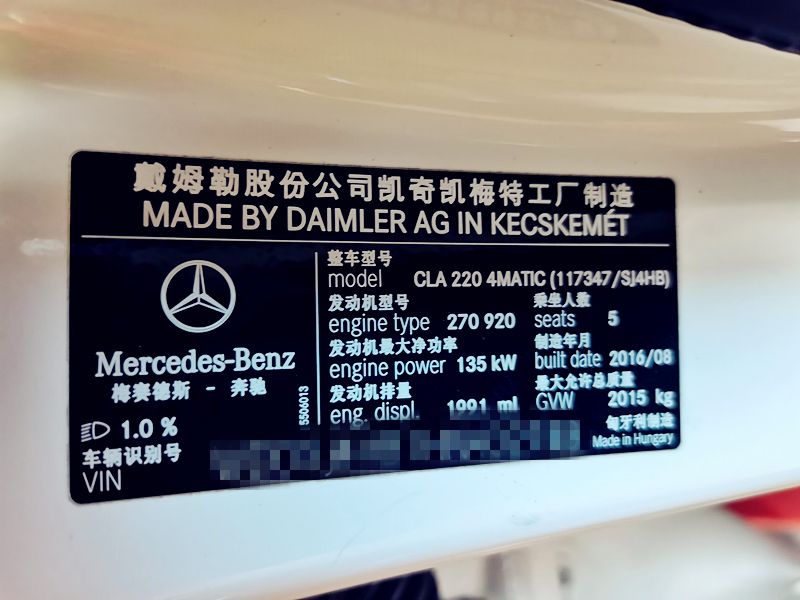 戴姆勒股份公司凯奇凯梅特工厂制造
MADE BY DAIMLER AG IN KECSKEMÉT
整车型号
model CLA 220 4MATIC (117347/SJ4HB)
发动机型号 乘坐人数
engine type 270 920 seats 5
发动机最大净功率 制造年月
engine power 135 kW built date 2016/08
发动机排量 最大允许总质量
eng. displ. 1991 ml GVW 2015 kg
匈牙利制造
Made in Hungary
Mercedes-Benz
梅赛德斯 - 奔驰
5506013
1.0 %
车辆识别号
VIN